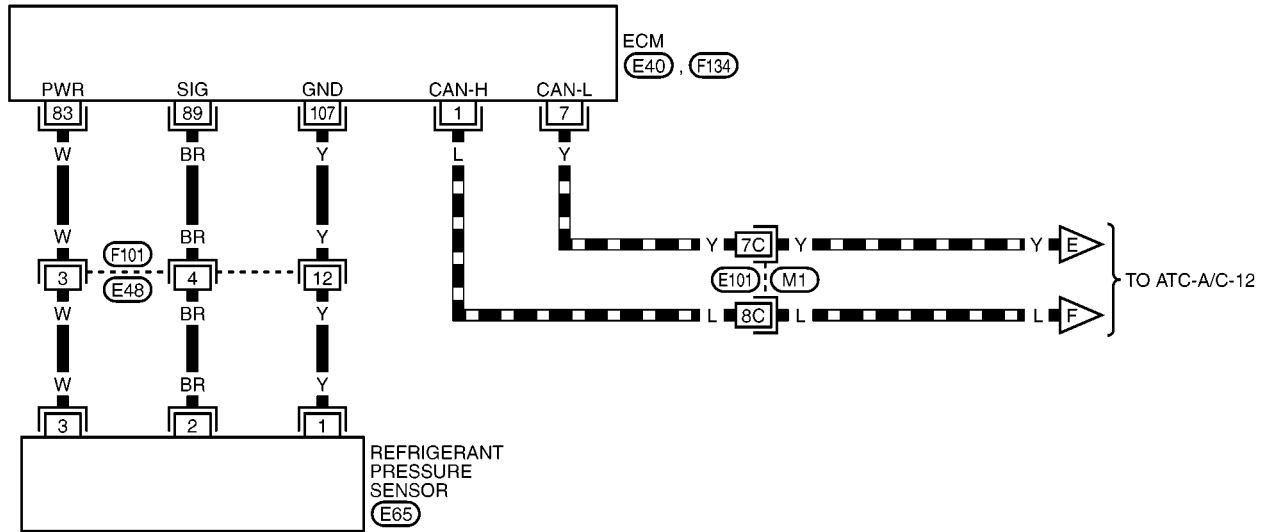 ECM
E40 , F134
PWR SIG GND CAN-H CAN-L
83 89 107 1 7
W BR Y L Y
W BR Y Y 7C Y Y E
F101
3 4 12 E101 M1 TO ATC-A/C-12
E48
W BR Y L 8C L L F
W BR Y
3 2 1
REFRIGERANT
PRESSURE
SENSOR
E65